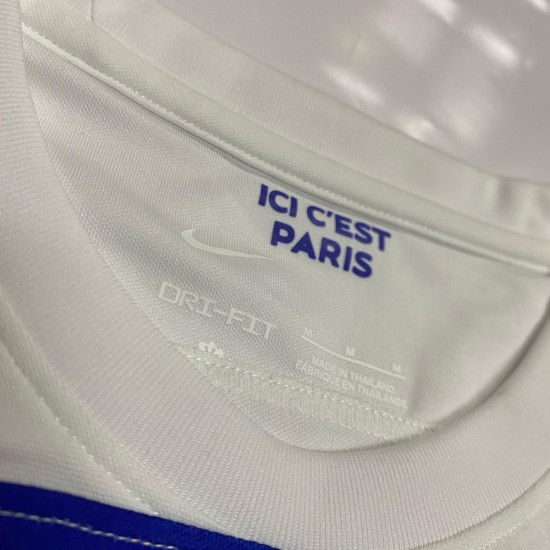 ICI C'EST
PARIS
DRI-FIT
M M M
MADE IN THAILAND
FABRIQUÉ EN THAÏLANDE